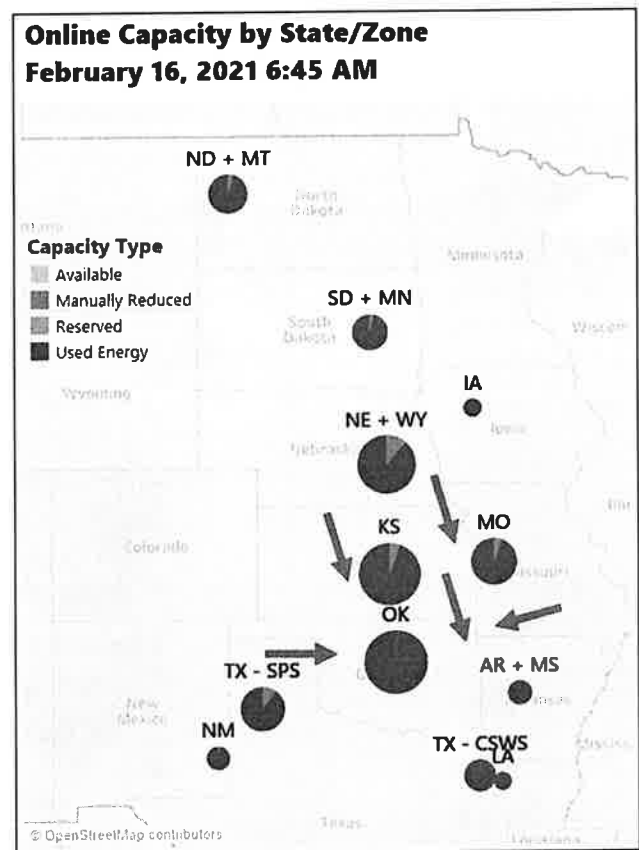 Online Capacity by State/Zone
February 16, 2021 6:45 AM
ND + MT
North
Dakota
Capacity Type
Available
Manually Reduced
Reserved
Used Energy
Minnesota
SD + MN
South
Dakota
Wyoming
IA
Iowa
NE + WY
KS
MO
Colorado
OK
AR + MS
TX - SPS
New
Mexico
NM
TX - CSWS
LA
Texas
Louisiana
© OpenStreetMap contributors